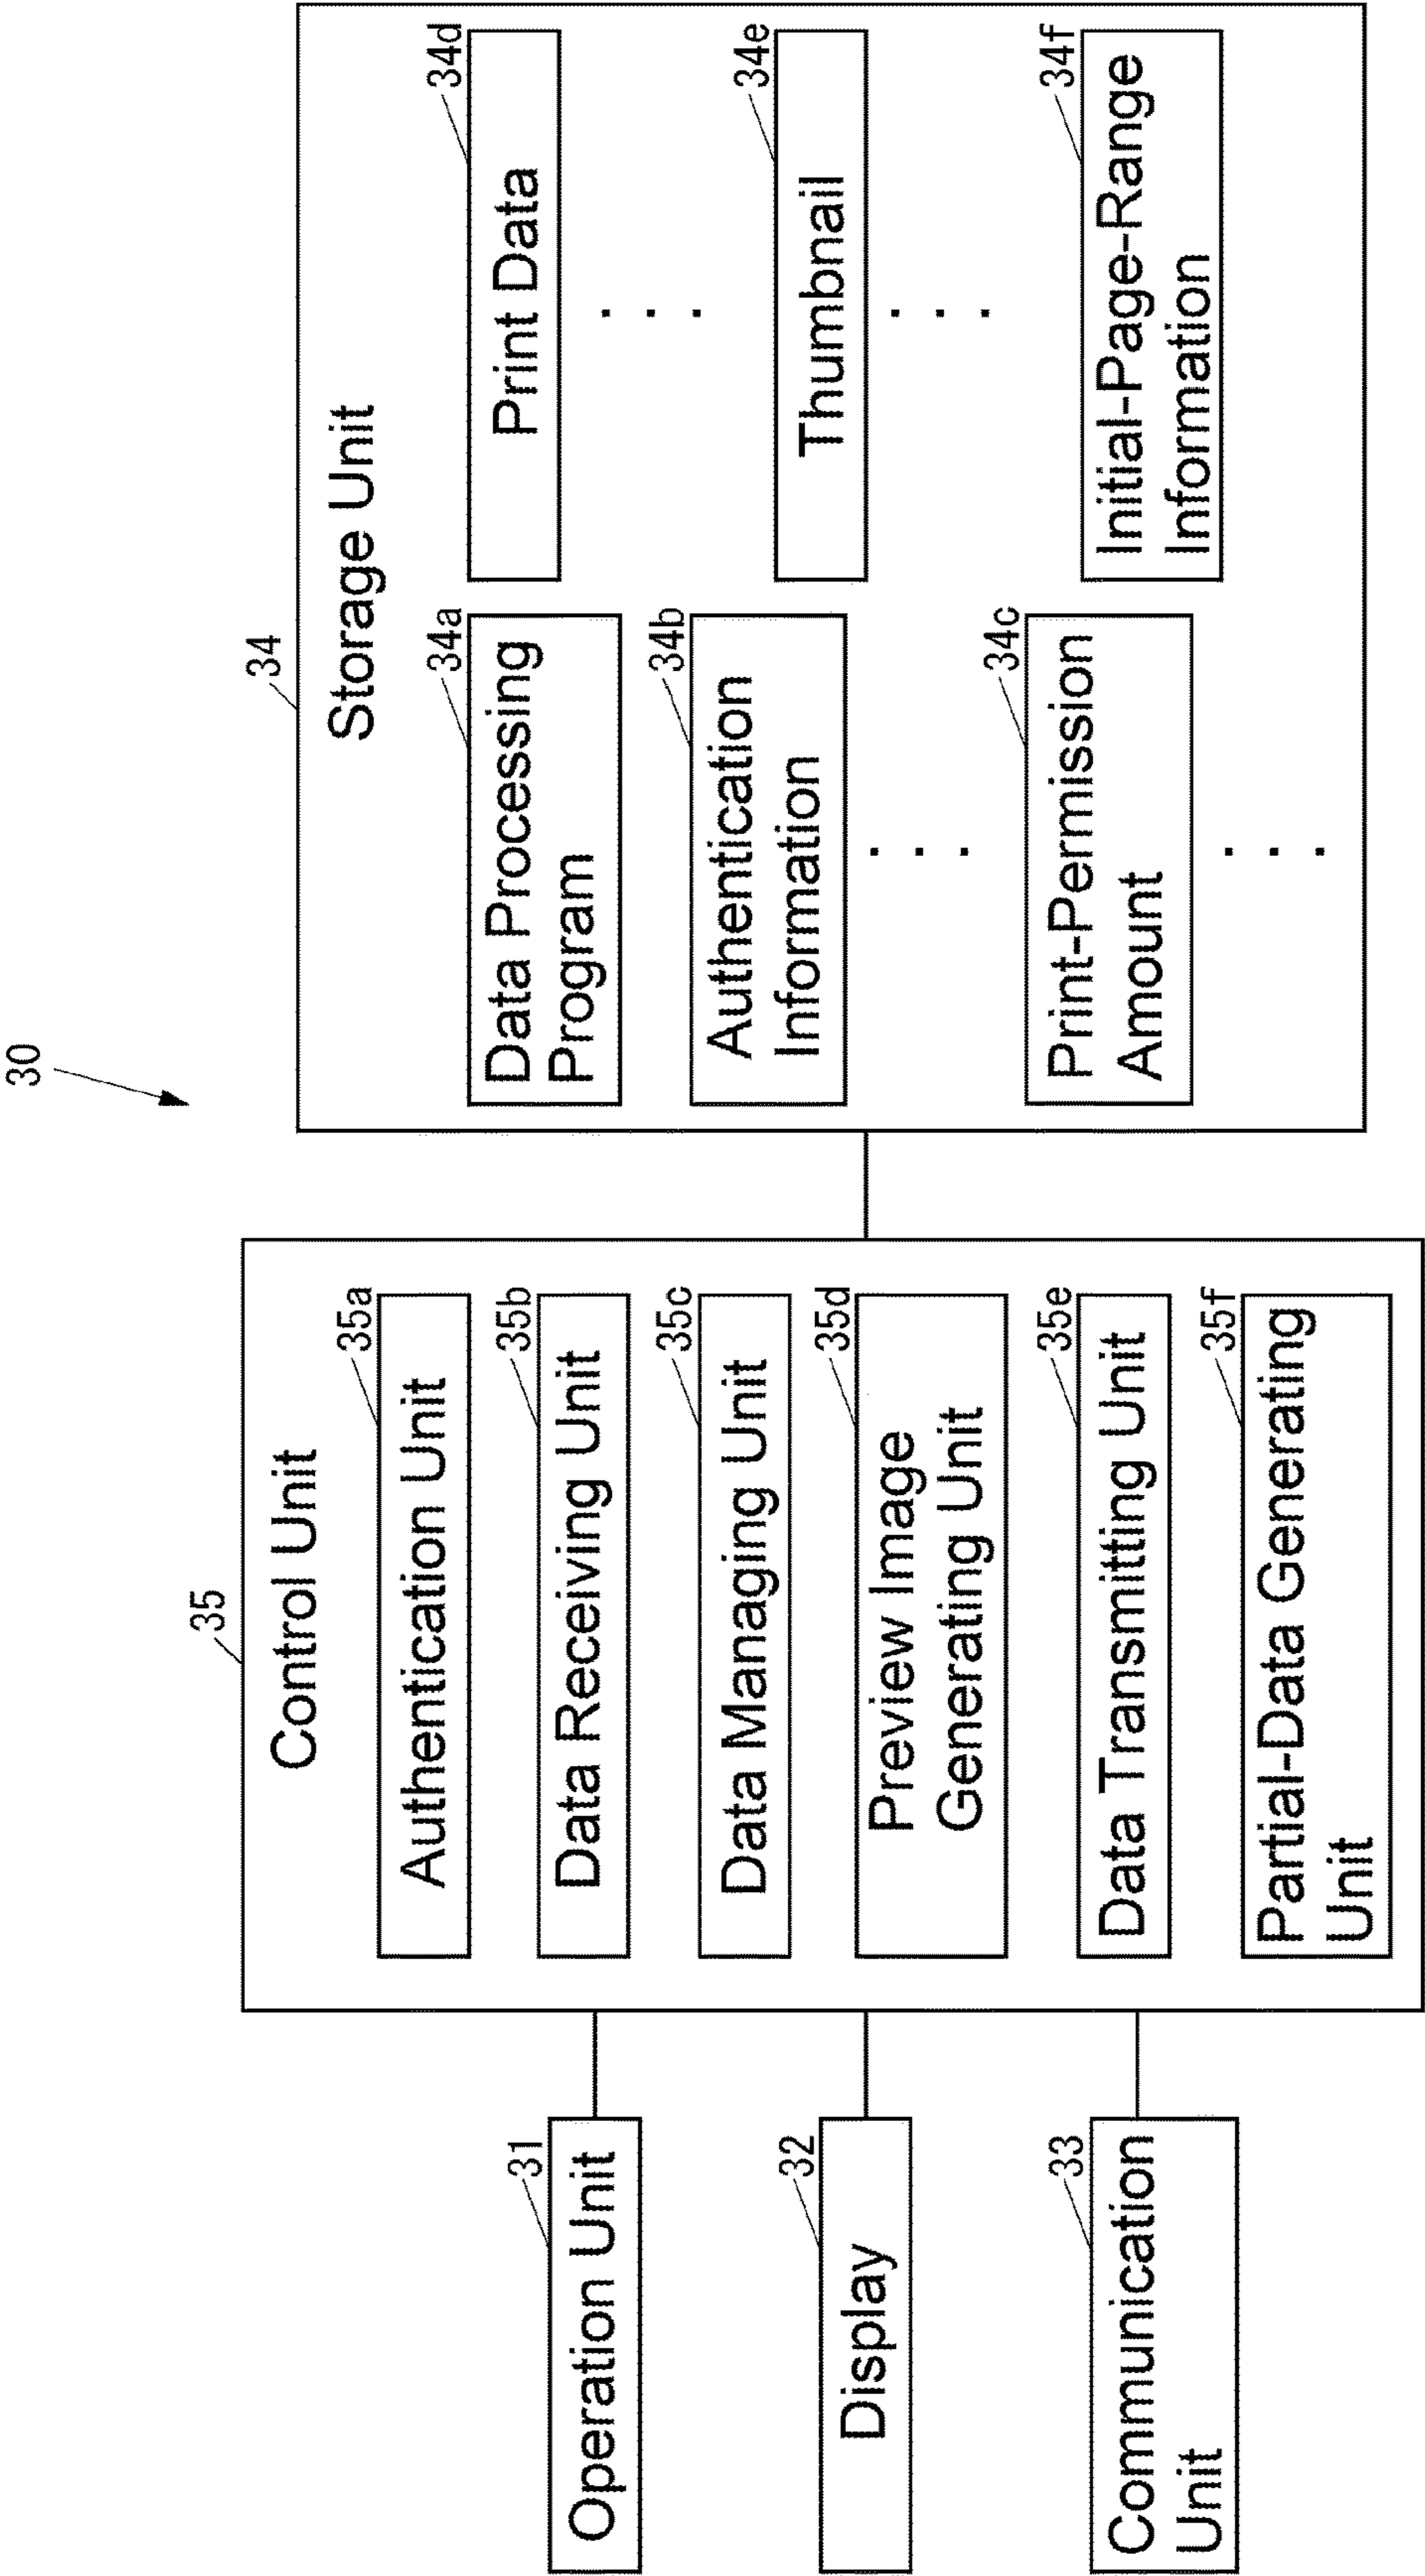 30
31
Operation Unit
32
Display
33
Communication
Unit
35
Control Unit
35a
Authentication Unit
35b
Data Receiving Unit
35c
Data Managing Unit
35d
Preview Image
Generating Unit
35e
Data Transmitting Unit
35f
Partial-Data Generating
Unit
34
Storage Unit
34a
Data Processing
Program
34b
Authentication
Information
. . .
34c
Print-Permission
Amount
. . .
34d
Print Data
. . .
34e
Thumbnail
. . .
34f
Initial-Page-Range
Information